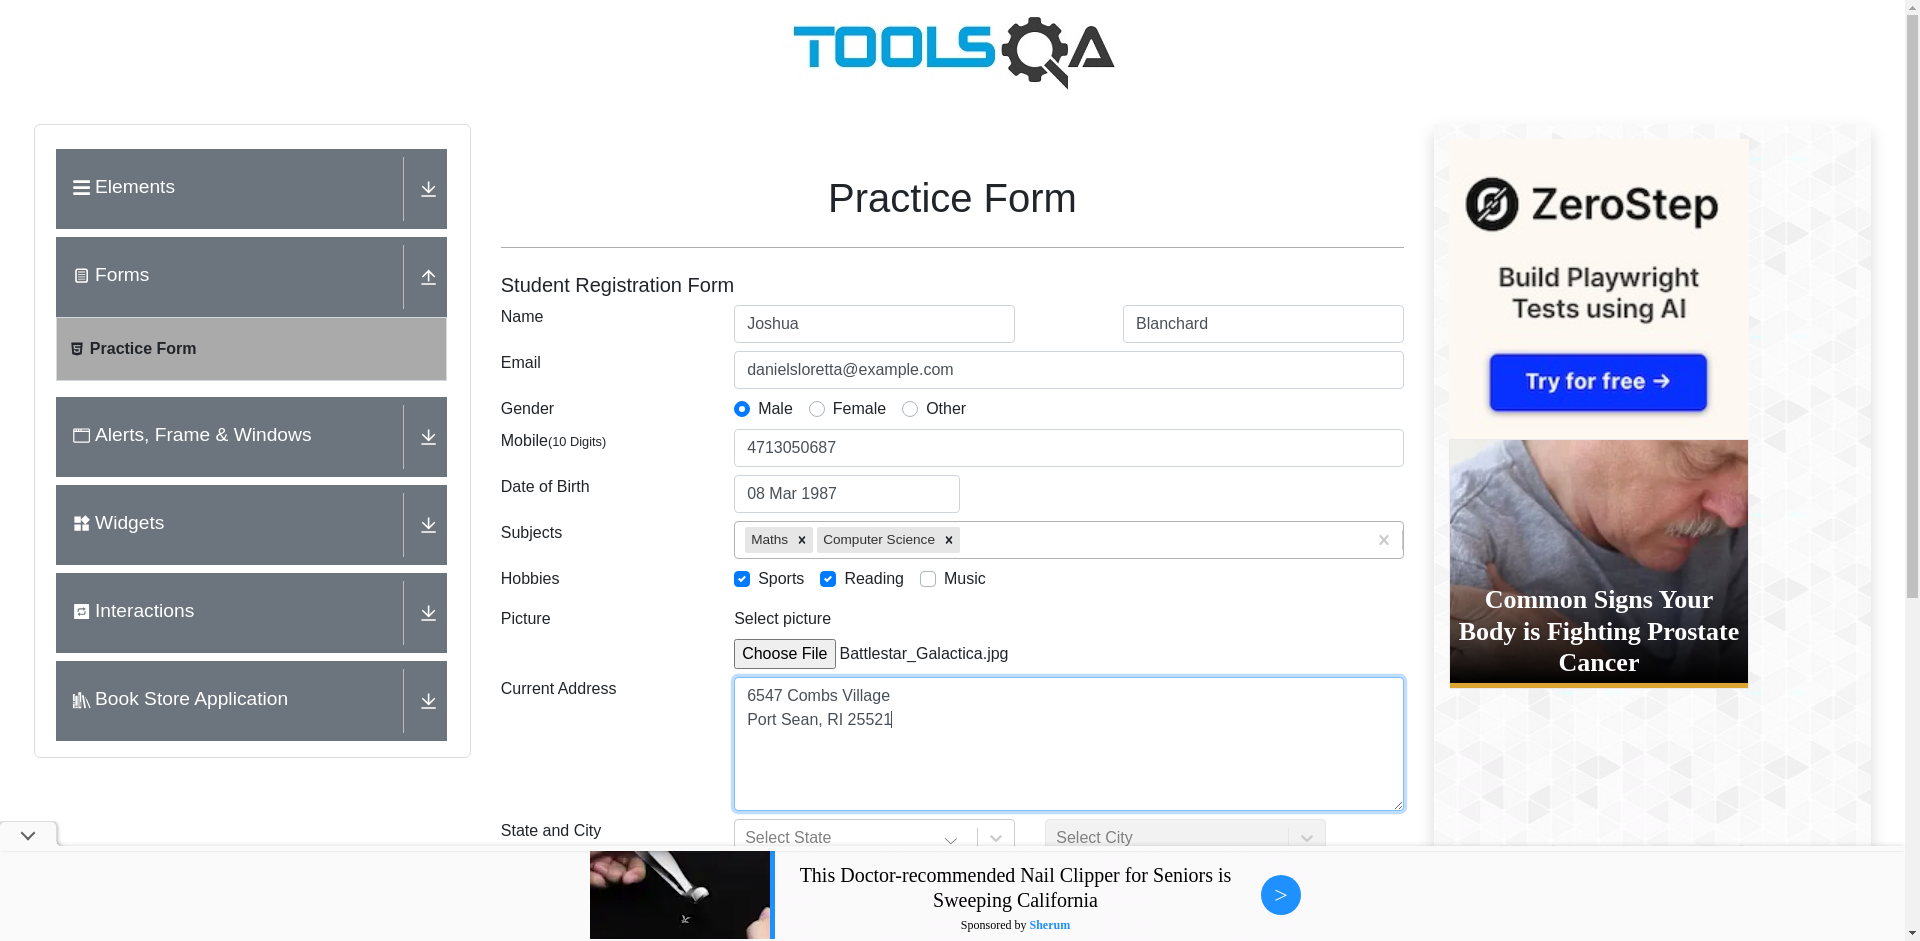 TOOLSQA
Elements
Forms
Practice Form
Alerts, Frame & Windows
Widgets
Interactions
Book Store Application
Practice Form
Student Registration Form
Name
Joshua
Blanchard
Email
danielsloretta@example.com
Gender
Male
Female
Other
Mobile(10 Digits)
4713050687
Date of Birth
08 Mar 1987
Subjects
Maths
Computer Science
Hobbies
Sports
Reading
Music
Picture
Select picture
Choose File Battlestar_Galactica.jpg
Current Address
6547 Combs Village
Port Sean, RI 25521
State and City
Select State
Select City
ZeroStep
Build Playwright
Tests using AI
Try for free →
Common Signs Your
Body is Fighting Prostate
Cancer
This Doctor-recommended Nail Clipper for Seniors is
Sweeping California
Sponsored by Sherum
>